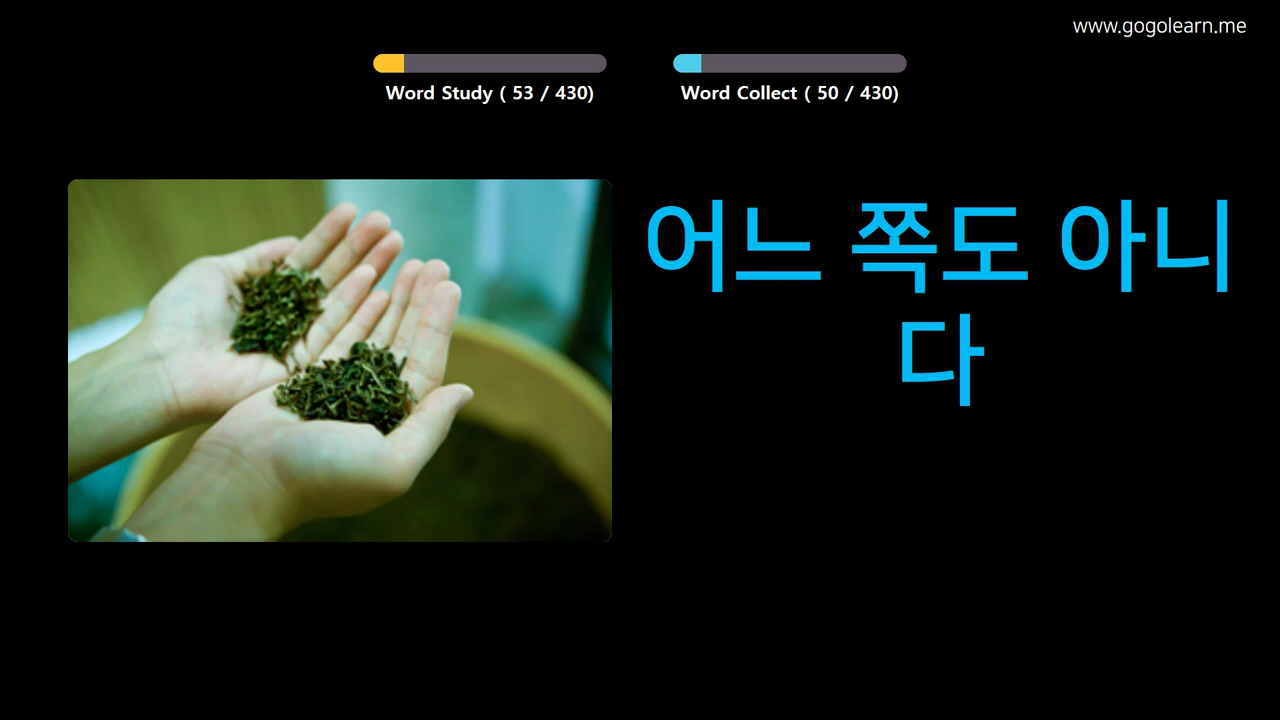 www.gogolearn.me
Word Study ( 53 / 430)
Word Collect ( 50 / 430)
어느 쪽도 아니
다